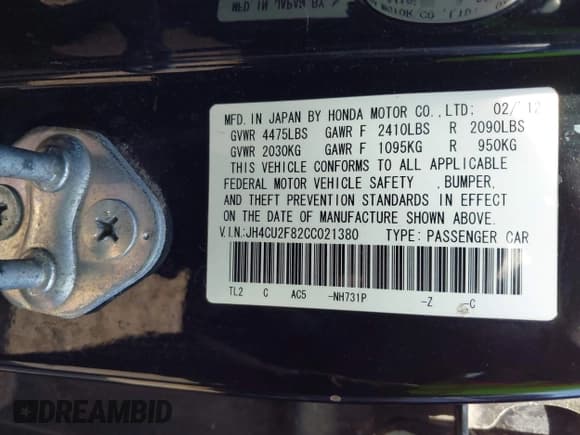 MFD. IN JAPAN BY HONDA MOTOR CO.,LTD; 02/12
GVWR 4475LBS GAWR F 2410LBS R 2090LBS
GVWR 2030KG GAWR F 1095KG R 950KG
THIS VEHICLE CONFORMS TO ALL APPLICABLE
FEDERAL MOTOR VEHICLE SAFETY , BUMPER,
AND THEFT PREVENTION STANDARDS IN EFFECT
ON THE DATE OF MANUFACTURE SHOWN ABOVE.
V.I.N:JH4CU2F82CC021380 TYPE: PASSENGER CAR
TL2 C AC5 -NH731P -Z C
DREAMBID